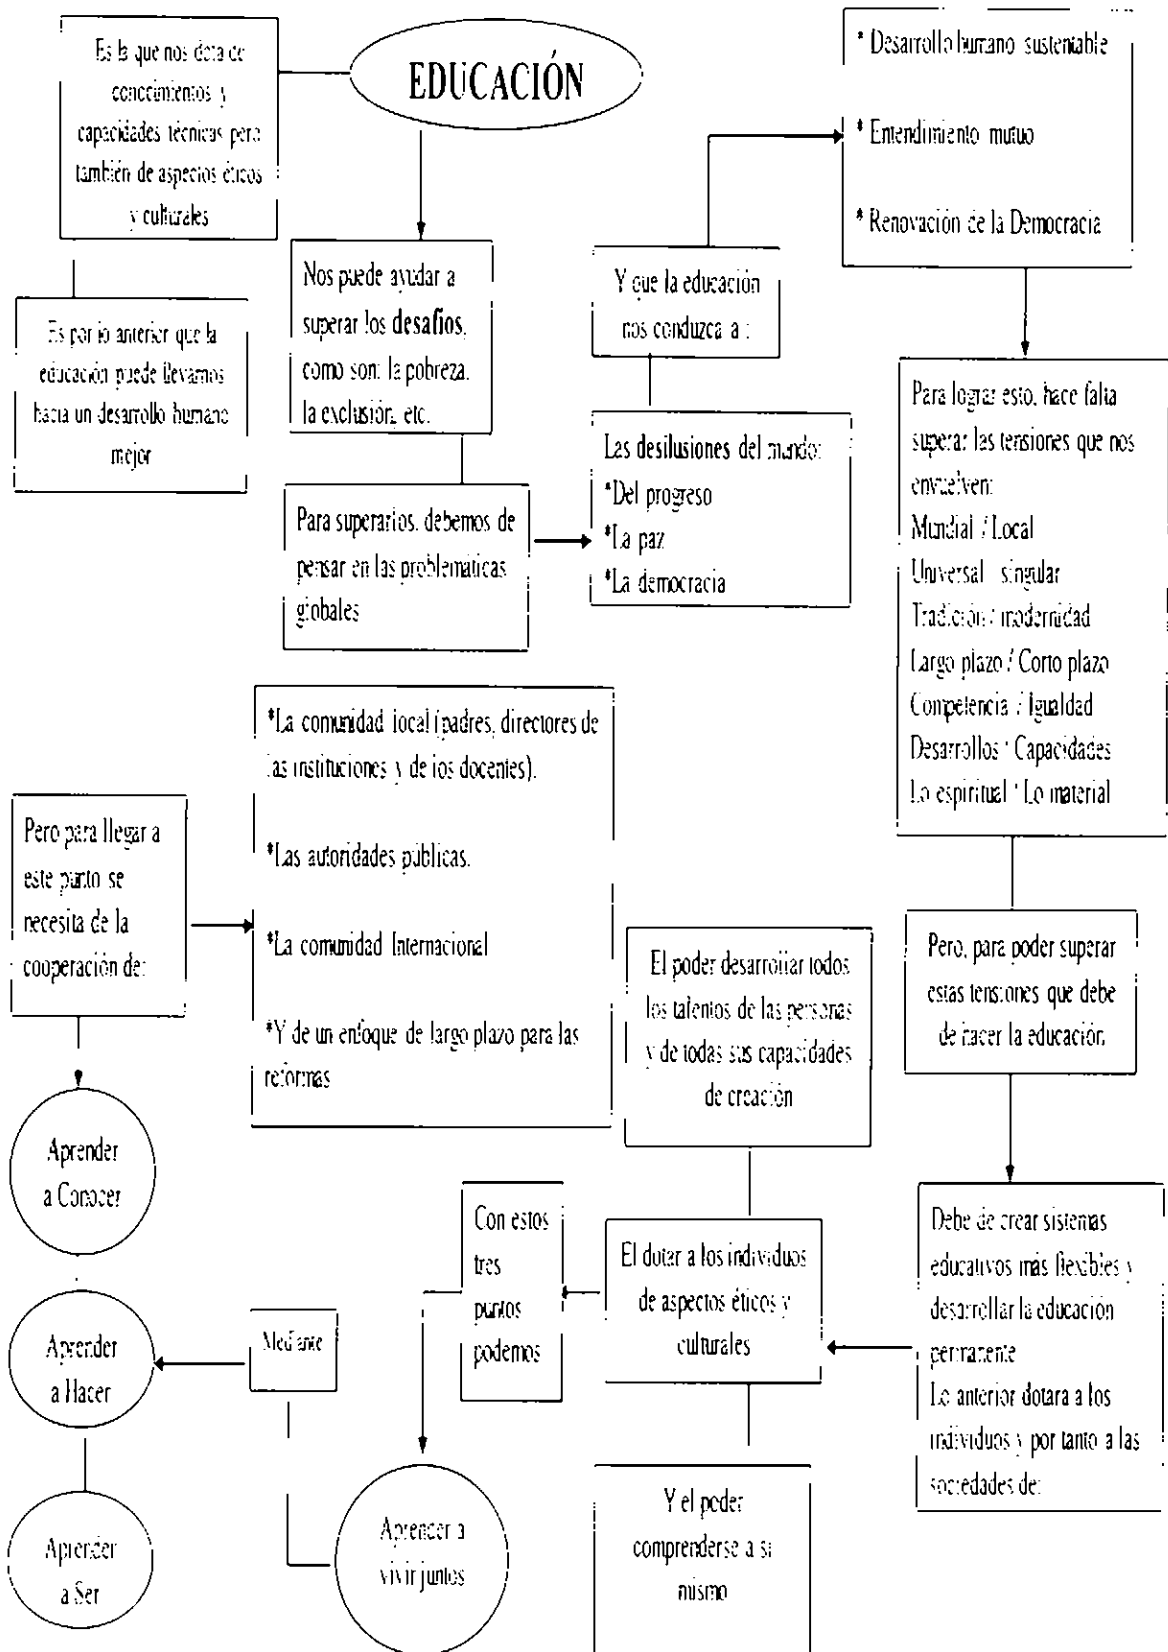 EDUCACIÓN
Es la que nos dota de
conocimientos y
capacidades técnicas pero
también de aspectos éticos
y culturales
Es por lo anterior que la
educación puede llevarnos
hacia un desarrollo humano
mejor
Nos puede ayudar a
superar los desafíos,
como son: la pobreza,
la exclusión, etc.
Para superarlos, debemos de
pensar en las problemáticas
globales
Las desilusiones del mundo:
*Del progreso
*La paz
*La democracia
Y que la educación
nos conduzca a :
* Desarrollo humano sustentable
* Entendimiento mutuo
* Renovación de la Democracia
Para lograr esto, hace falta
superar las tensiones que nos
envuelven:
Mundial / Local
Universal singular
Tradición / modernidad
Largo plazo / Corto plazo
Competencia / Igualdad
Desarrollos / Capacidades
Lo espiritual / Lo material
Pero, para poder superar
estas tensiones que debe
de hacer la educación
Debe de crear sistemas
educativos más flexibles y
desarrollar la educación
permanente
Lo anterior dotara a los
individuos y por tanto a las
sociedades de:
El poder desarrollar todos
los talentos de las personas
y de todas sus capacidades
de creación
El dotar a los individuos
de aspectos éticos y
culturales
Y el poder
comprenderse a si
mismo
Con estos
tres
puntos
podemos
Aprender a
vivir juntos
Mediante
Aprender
a Conocer
Aprender
a Hacer
Aprender
a Ser
Pero para llegar a
este punto se
necesita de la
cooperación de:
*La comunidad local (padres, directores de
las instituciones y de los docentes).
*Las autoridades públicas.
*La comunidad Internacional
*Y de un enfoque de largo plazo para las
reformas